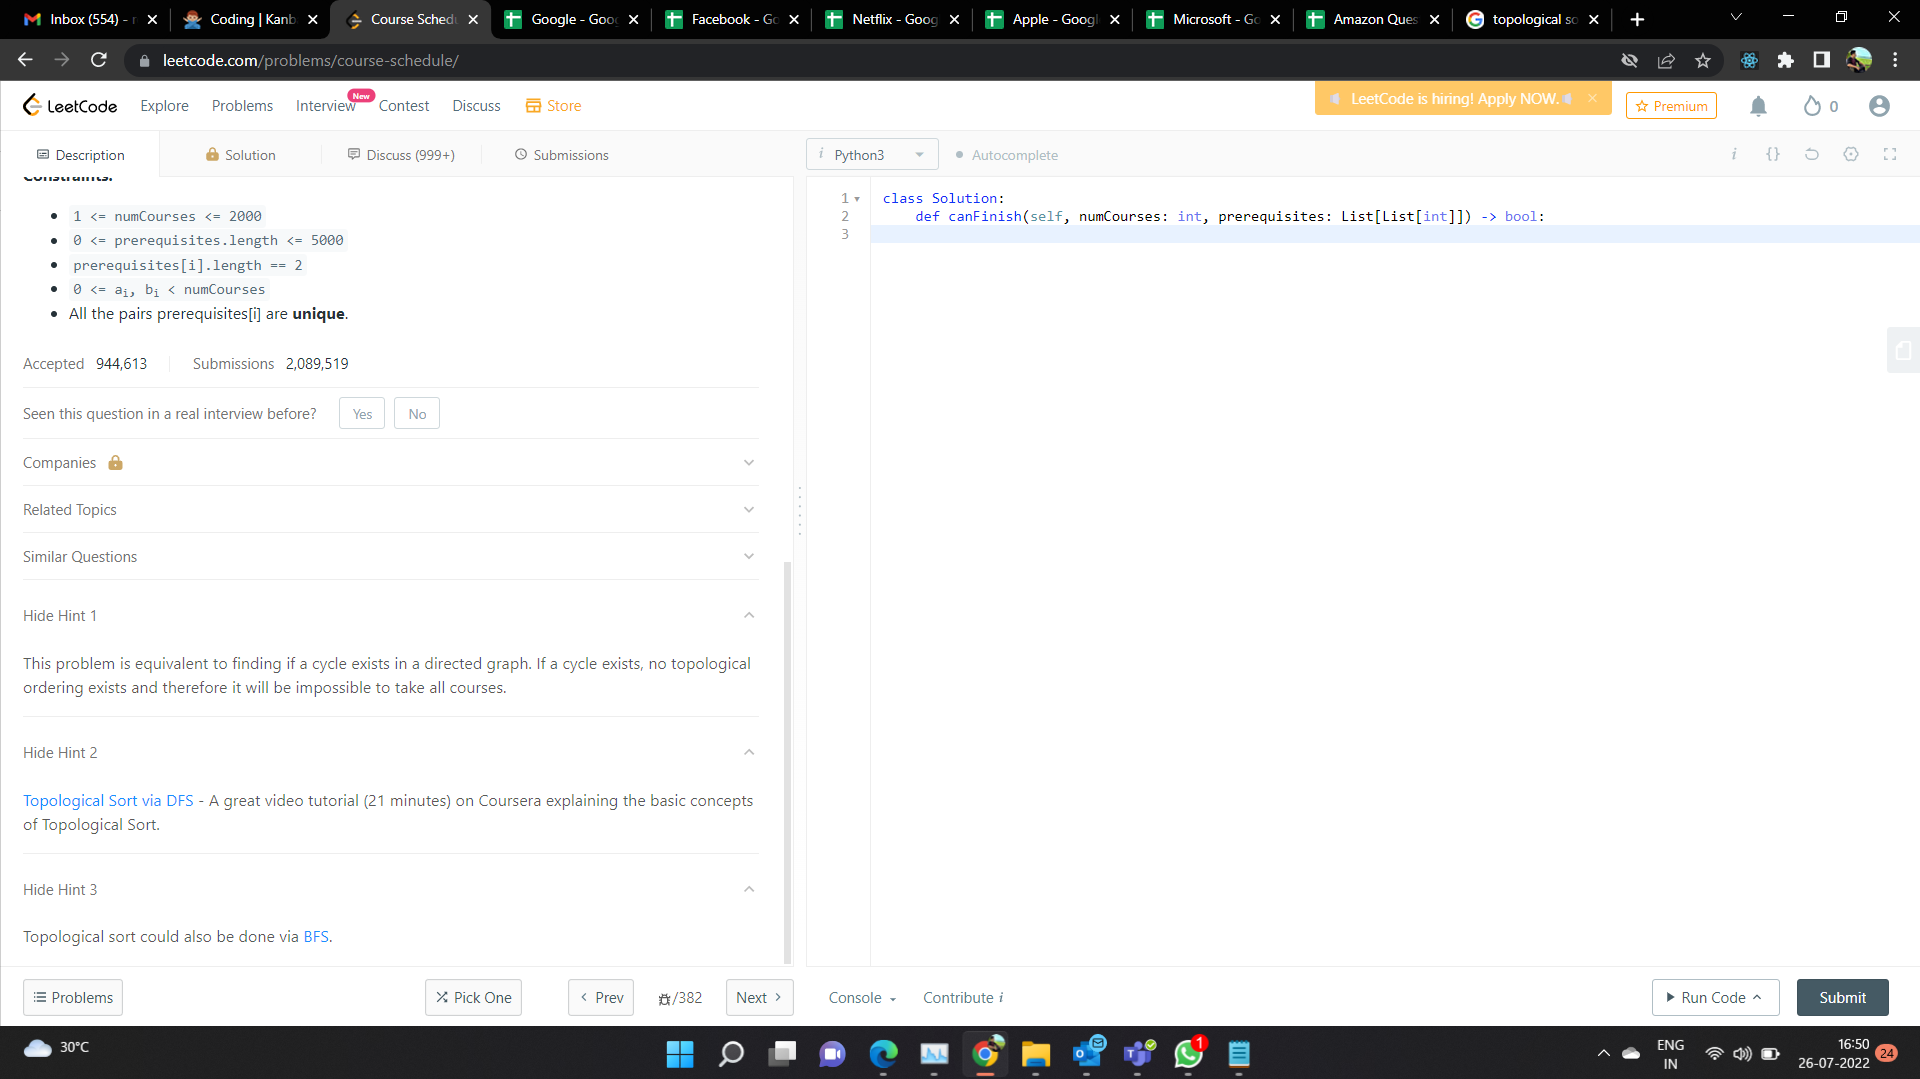 Inbox (554) -
Coding | Kanb
Course Schedu
Google - Goo
Facebook - Go
Netflix - Goog
Apple - Googl
Microsoft - Go
Amazon Ques
topological so
leetcode.com/problems/course-schedule/
LeetCode
Explore
Problems
Interview
New
Contest
Discuss
Store
LeetCode is hiring! Apply NOW.
Premium
0
Description
Solution
Discuss (999+)
Submissions
i Python3
Autocomplete
i
{}
Constraints:
1 <= numCourses <= 2000
0 <= prerequisites.length <= 5000
prerequisites[i].length == 2
0 <= ai, bi < numCourses
All the pairs prerequisites[i] are unique.
Accepted 944,613 Submissions 2,089,519
Seen this question in a real interview before? Yes No
Companies
Related Topics
Similar Questions
Hide Hint 1
This problem is equivalent to finding if a cycle exists in a directed graph. If a cycle exists, no topological
ordering exists and therefore it will be impossible to take all courses.
Hide Hint 2
Topological Sort via DFS - A great video tutorial (21 minutes) on Coursera explaining the basic concepts
of Topological Sort.
Hide Hint 3
Topological sort could also be done via BFS.
1 class Solution:
2 def canFinish(self, numCourses: int, prerequisites: List[List[int]]) -> bool:
3
Problems
Pick One
Prev
/382
Next
Console
Contribute i
Run Code
Submit
30°C
1
ENG
IN
16:50
26-07-2022
24